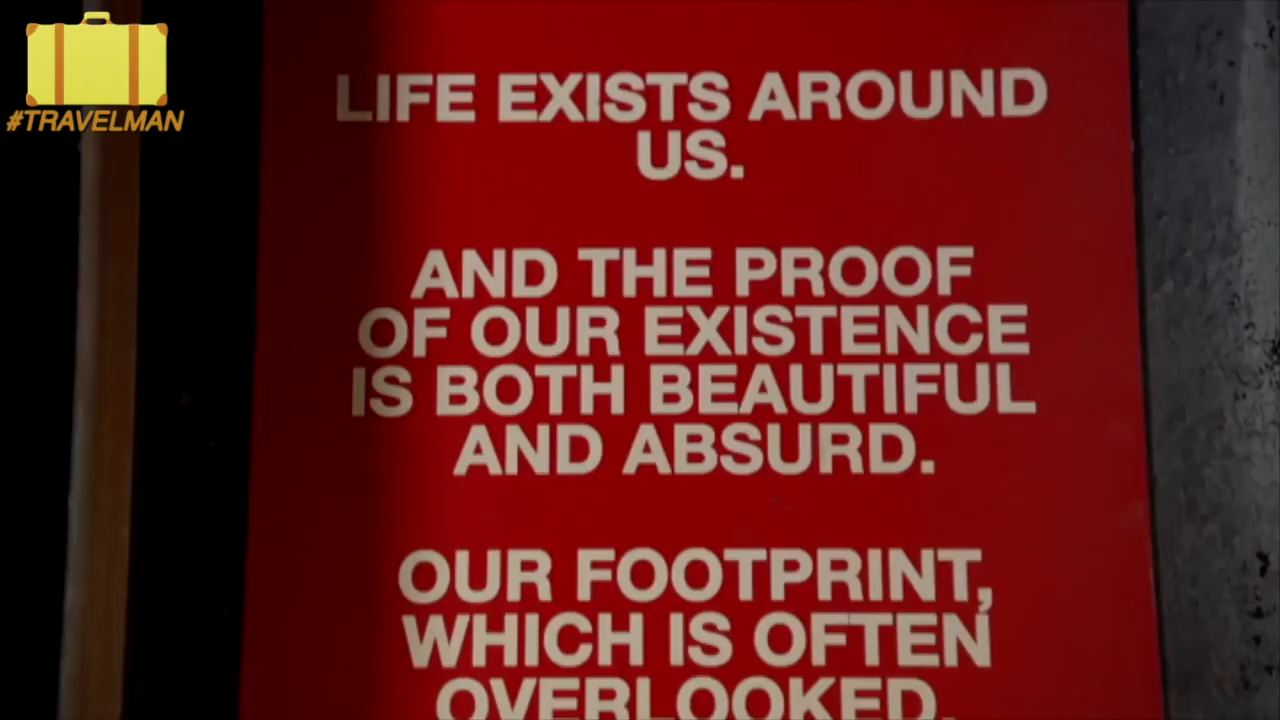 #TRAVELMAN
LIFE EXISTS AROUND
US.
AND THE PROOF
OF OUR EXISTENCE
IS BOTH BEAUTIFUL
AND ABSURD.
OUR FOOTPRINT,
WHICH IS OFTEN
OVERLOOKED.